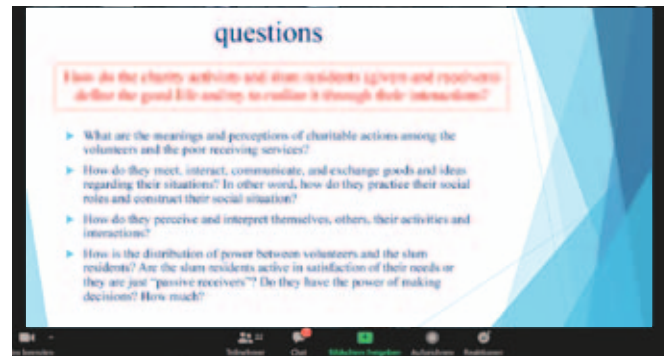 questions
How do the charity activists and slum residents (givers and receivers)
define the good life and try to realize it through their interactions?
What are the meanings and perceptions of charitable actions among the
volunteers and the poor receiving services?
How do they meet, interact, communicate, and exchange goods and ideas
regarding their situations? In other word, how do they practice their social
roles and construct their social situation?
How do they perceive and interpret themselves, others, their activities and
interactions?
How is the distribution of power between volunteers and the slum
residents? Are the slum residents active in satisfaction of their needs or
they are just "passive receivers"? Do they have the power of making
decisions? How much?
Teilnehmer Chat Bildschirm freigeben Aufzeichnen Reaktionen